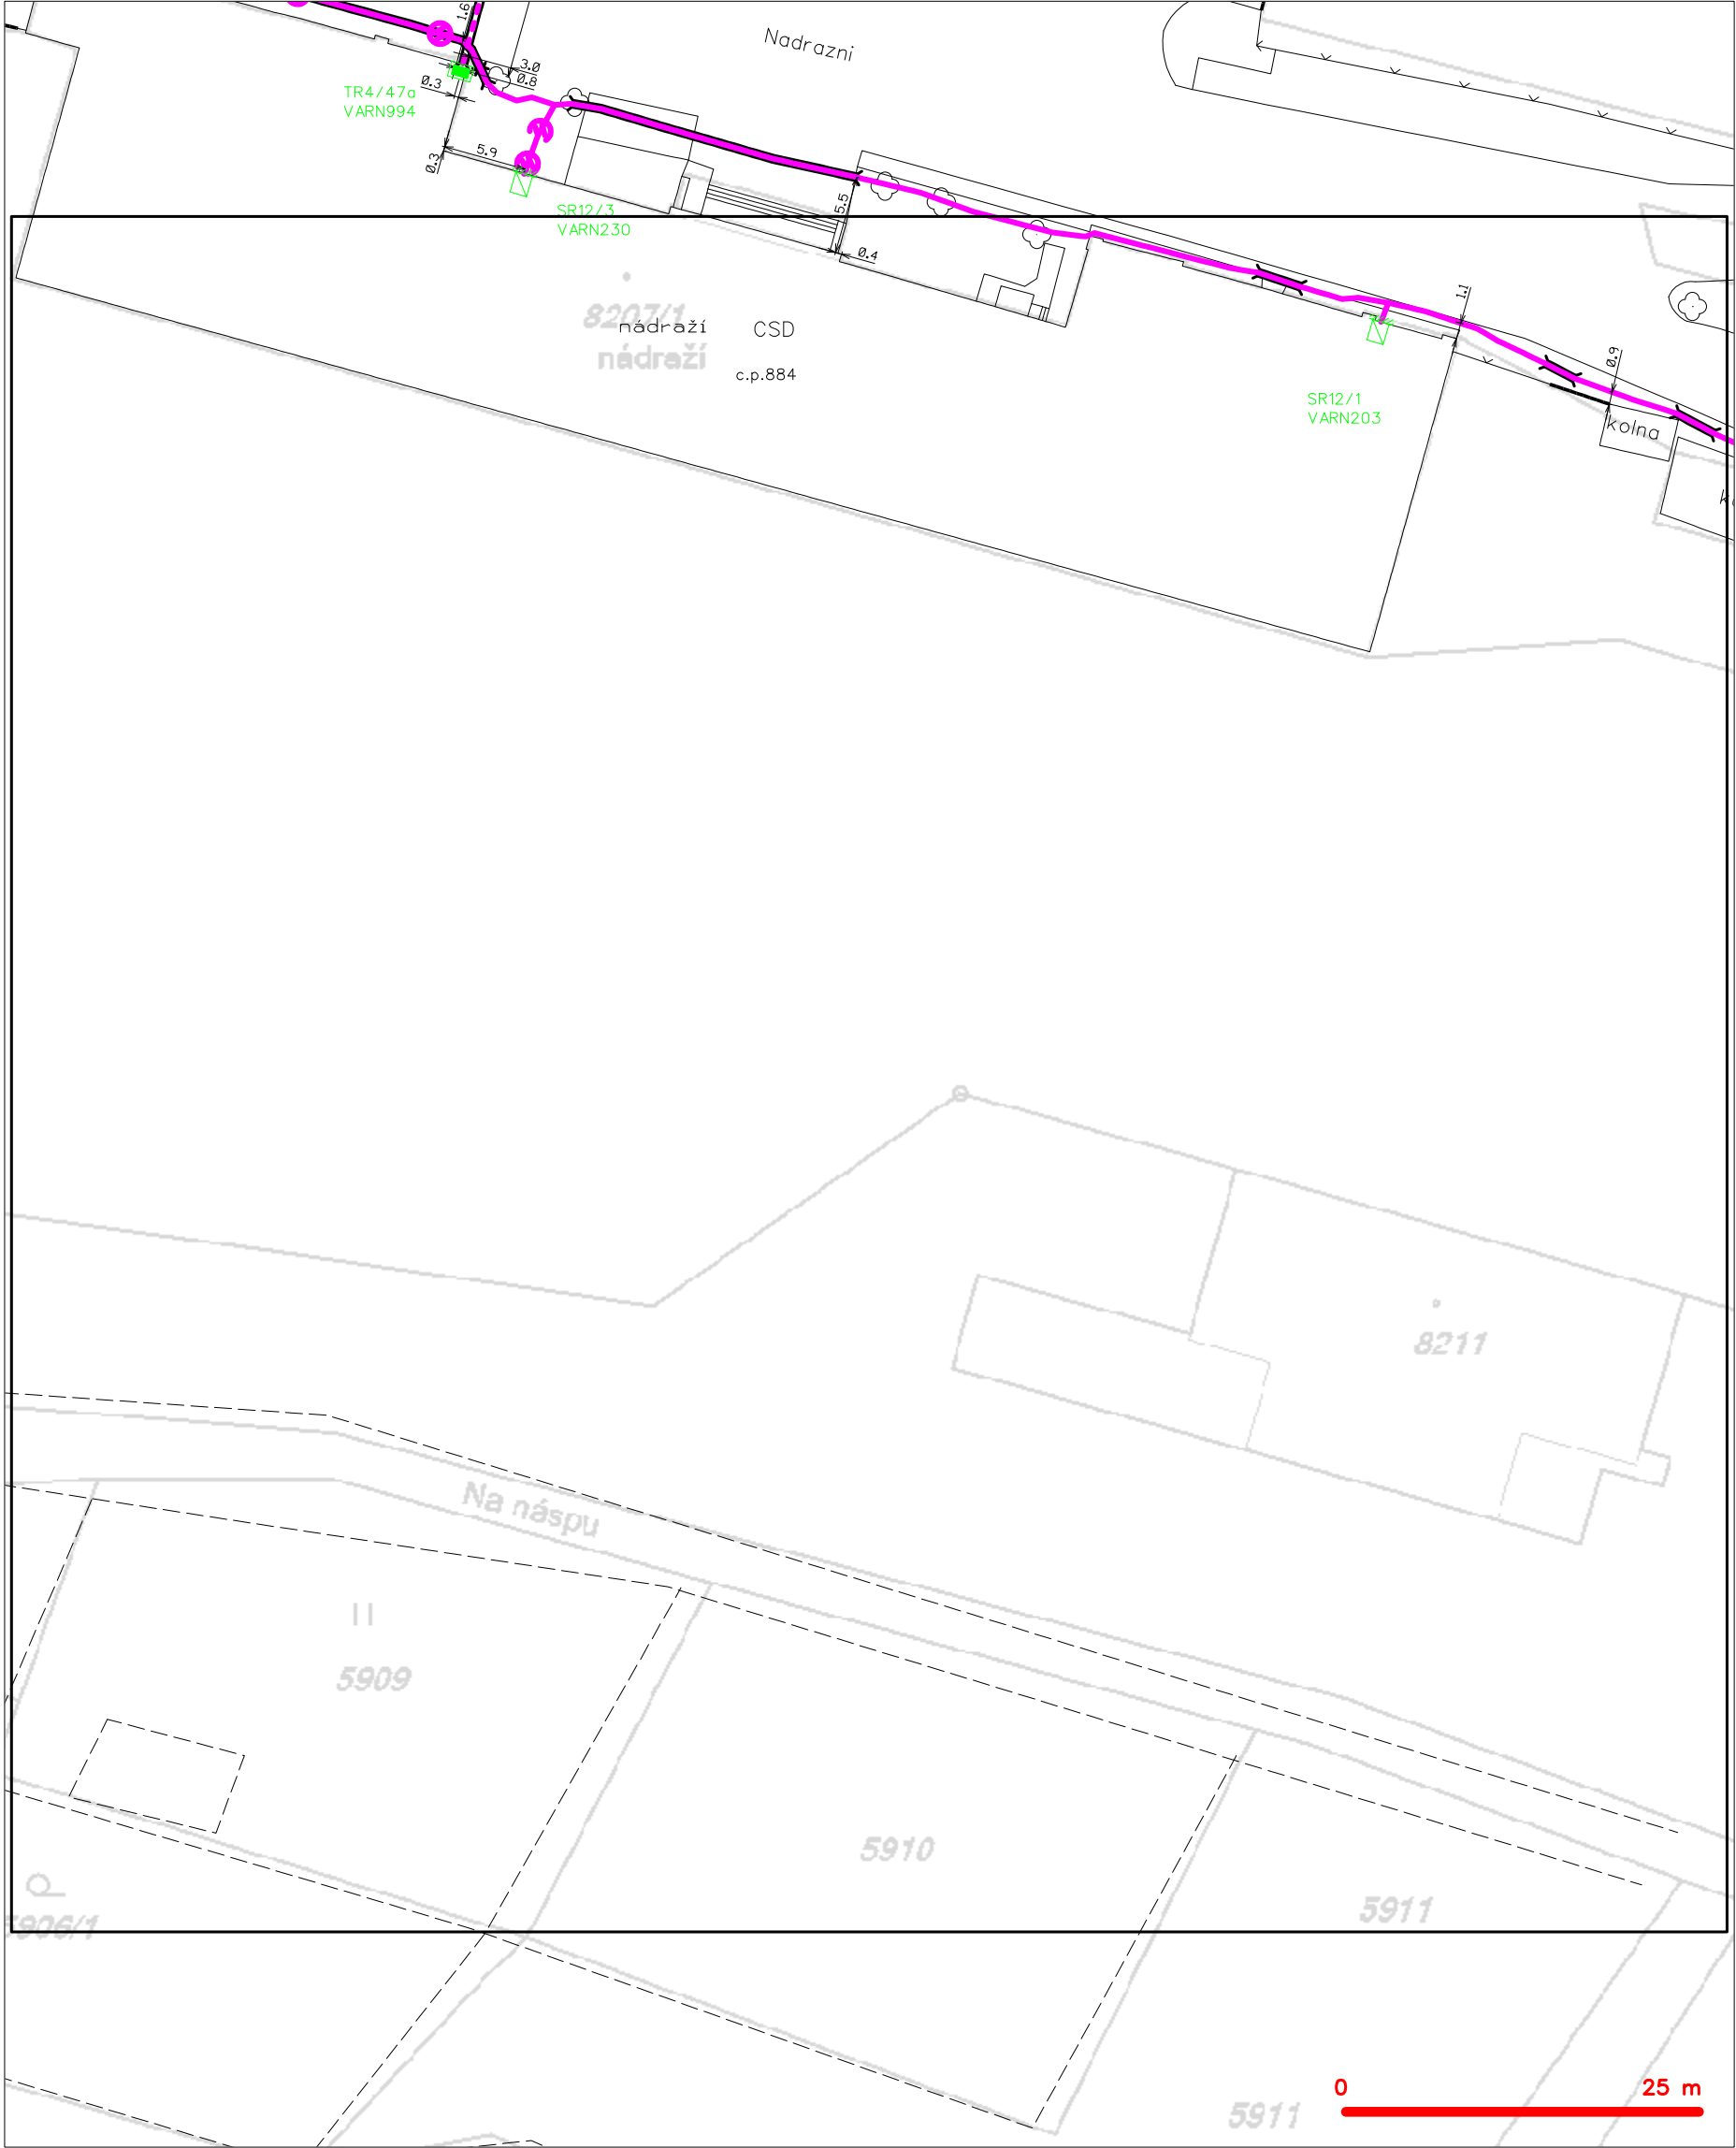 1.6
Nadrazni
3.0
0.8
0.3
TR4/47a
VARN994
5.9
0.3
5.5
SR12/3
VARN230
0.4
8207/1
nádraží CSD
nádraží
c.p.884
1.1
0.9
SR12/1
VARN203
kolna
8211
Na náspu
5909
5910
5911
5906/1
5911
0 25 m